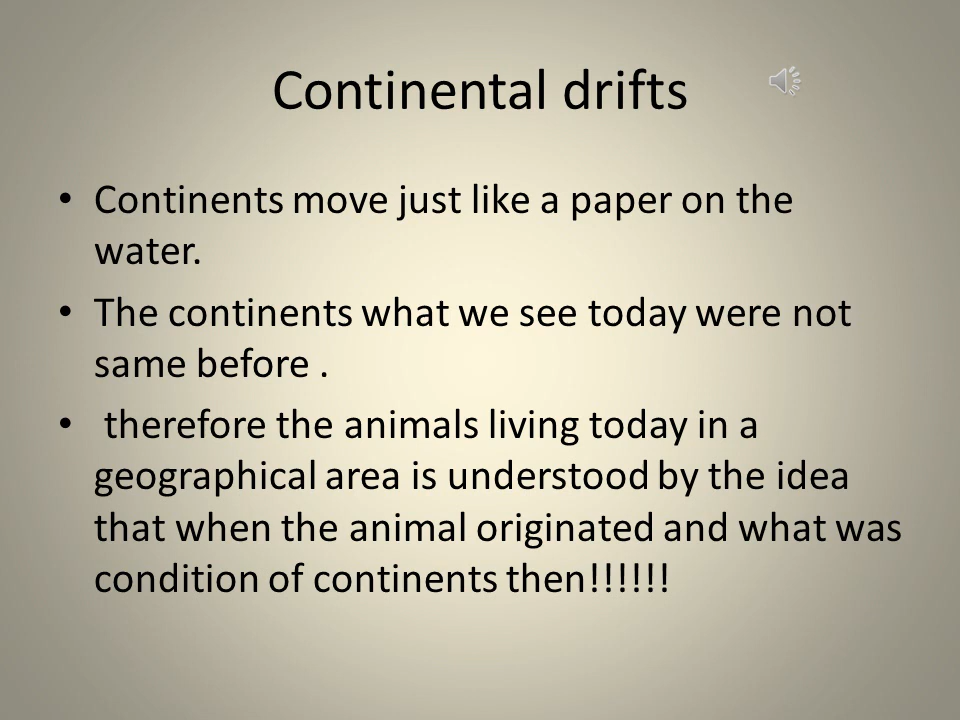 Continental drifts
• Continents move just like a paper on the
water.
• The continents what we see today were not
same before .
• therefore the animals living today in a
geographical area is understood by the idea
that when the animal originated and what was
condition of continents then!!!!!!